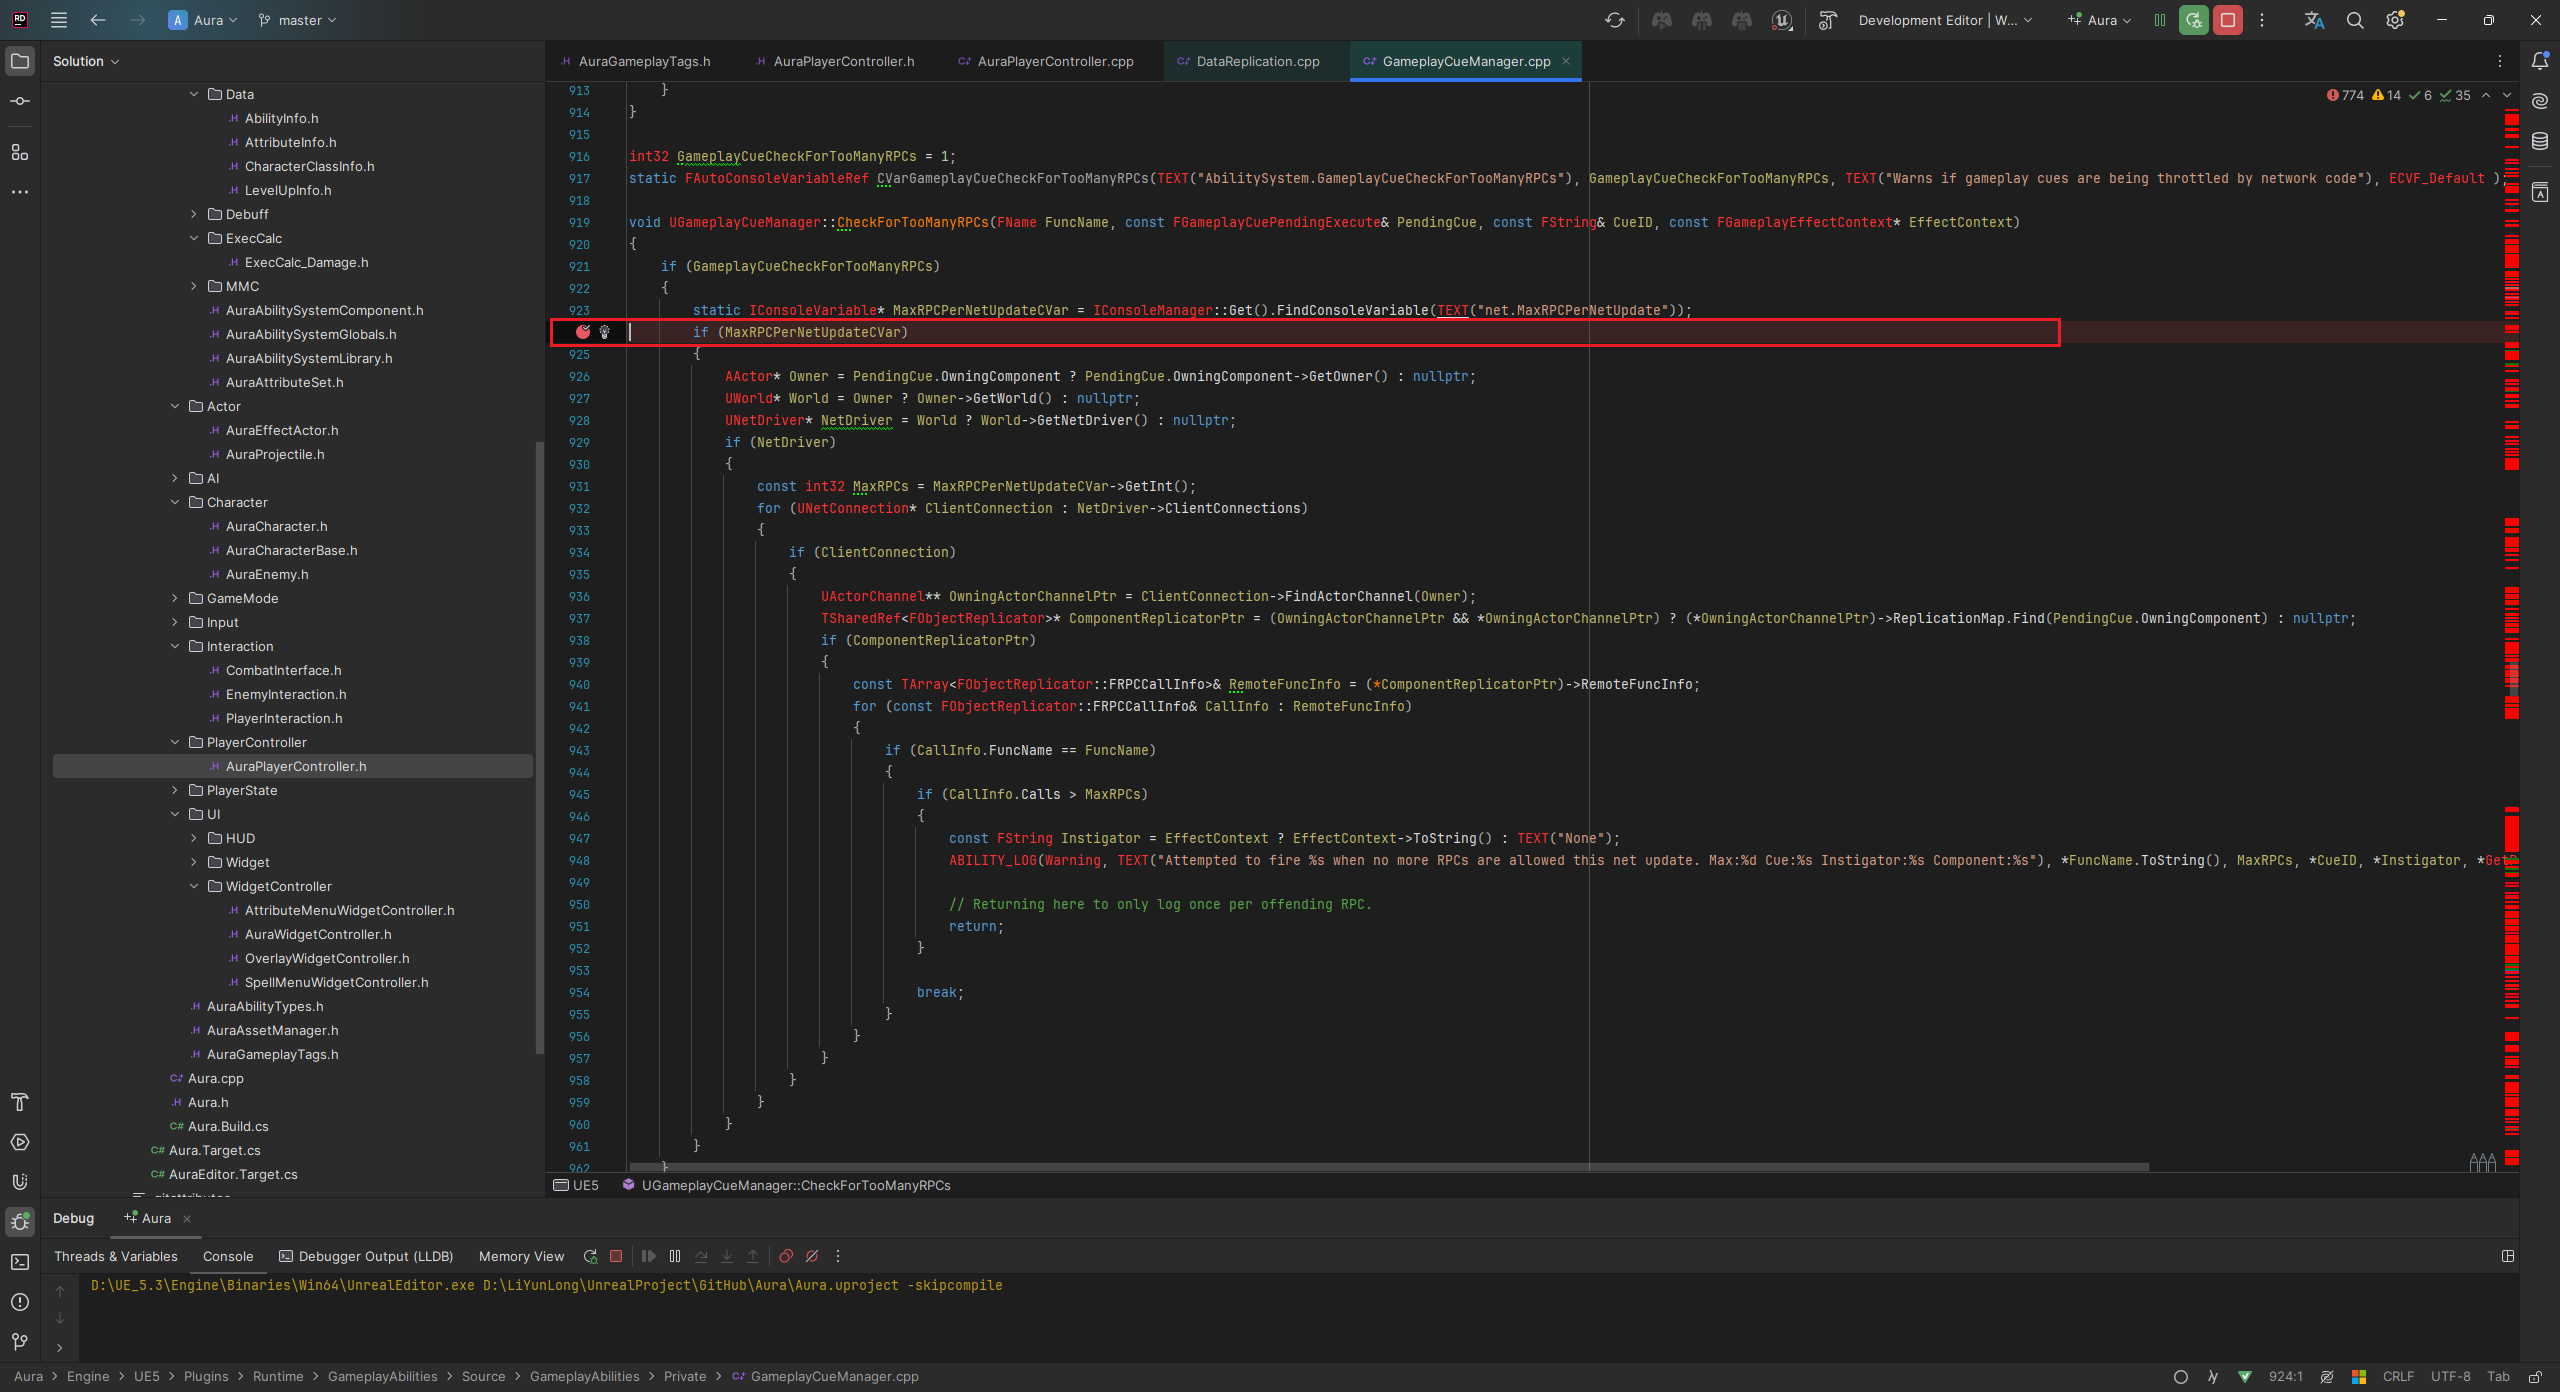 Aura
master
Development Editor | W...
Aura
Solution
Data
AbilityInfo.h
AttributeInfo.h
CharacterClassInfo.h
LevelUpInfo.h
Debuff
ExecCalc
ExecCalc_Damage.h
MMC
AuraAbilitySystemComponent.h
AuraAbilitySystemGlobals.h
AuraAbilitySystemLibrary.h
AuraAttributeSet.h
Actor
AuraEffectActor.h
AuraProjectile.h
AI
Character
AuraCharacter.h
AuraCharacterBase.h
AuraEnemy.h
GameMode
Input
Interaction
CombatInterface.h
EnemyInteraction.h
PlayerInteraction.h
PlayerController
AuraPlayerController.h
PlayerState
UI
HUD
Widget
WidgetController
AttributeMenuWidgetController.h
AuraWidgetController.h
OverlayWidgetController.h
SpellMenuWidgetController.h
AuraAbilityTypes.h
AuraAssetManager.h
AuraGameplayTags.h
Aura.cpp
Aura.h
Aura.Build.cs
Aura.Target.cs
AuraEditor.Target.cs
AuraGameplayTags.h
AuraPlayerController.h
AuraPlayerController.cpp
DataReplication.cpp
GameplayCueManager.cpp
774 14 6 35
913 }
914 }
915
916 int32 GameplayCueCheckForTooManyRPCs = 1;
917 static FAutoConsoleVariableRef CVarGameplayCueCheckForTooManyRPCs(TEXT("AbilitySystem.GameplayCueCheckForTooManyRPCs"), GameplayCueCheckForTooManyRPCs, TEXT("Warns if gameplay cues are being throttled by network code"), ECVF_Default );
918
919 void UGameplayCueManager::CheckForTooManyRPCs(FName FuncName, const FGameplayCuePendingExecute& PendingCue, const FString& CueID, const FGameplayEffectContext* EffectContext)
920 {
921 if (GameplayCueCheckForTooManyRPCs)
922 {
923 static IConsoleVariable* MaxRPCPerNetUpdateCVar = IConsoleManager::Get().FindConsoleVariable(TEXT("net.MaxRPCPerNetUpdate"));
if (MaxRPCPerNetUpdateCVar)
925 {
926 AActor* Owner = PendingCue.OwningComponent ? PendingCue.OwningComponent->GetOwner() : nullptr;
927 UWorld* World = Owner ? Owner->GetWorld() : nullptr;
928 UNetDriver* NetDriver = World ? World->GetNetDriver() : nullptr;
929 if (NetDriver)
930 {
931 const int32 MaxRPCs = MaxRPCPerNetUpdateCVar->GetInt();
932 for (UNetConnection* ClientConnection : NetDriver->ClientConnections)
933 {
934 if (ClientConnection)
935 {
936 UActorChannel** OwningActorChannelPtr = ClientConnection->FindActorChannel(Owner);
937 TSharedRef<FObjectReplicator>* ComponentReplicatorPtr = (OwningActorChannelPtr && *OwningActorChannelPtr) ? (*OwningActorChannelPtr)->ReplicationMap.Find(PendingCue.OwningComponent) : nullptr;
938 if (ComponentReplicatorPtr)
939 {
940 const TArray<FObjectReplicator::FRPCCallInfo>& RemoteFuncInfo = (*ComponentReplicatorPtr)->RemoteFuncInfo;
941 for (const FObjectReplicator::FRPCCallInfo& CallInfo : RemoteFuncInfo)
942 {
943 if (CallInfo.FuncName == FuncName)
944 {
945 if (CallInfo.Calls > MaxRPCs)
946 {
947 const FString Instigator = EffectContext ? EffectContext->ToString() : TEXT("None");
948 ABILITY_LOG(Warning, TEXT("Attempted to fire %s when no more RPCs are allowed this net update. Max:%d Cue:%s Instigator:%s Component:%s"), *FuncName.ToString(), MaxRPCs, *CueID, *Instigator, *Get
949
950 // Returning here to only log once per offending RPC.
951 return;
952 }
953
954 break;
955 }
956 }
957 }
958 }
959 }
960 }
961 }
962 }
UE5 UGameplayCueManager::CheckForTooManyRPCs
Debug Aura
Threads & Variables Console Debugger Output (LLDB) Memory View
D:\UE_5.3\Engine\Binaries\Win64\UnrealEditor.exe D:\LiYunLong\UnrealProject\GitHub\Aura\Aura.uproject -skipcompile
Aura > Engine > UE5 > Plugins > Runtime > GameplayAbilities > Source > GameplayAbilities > Private > GameplayCueManager.cpp
924:1 CRLF UTF-8 Tab